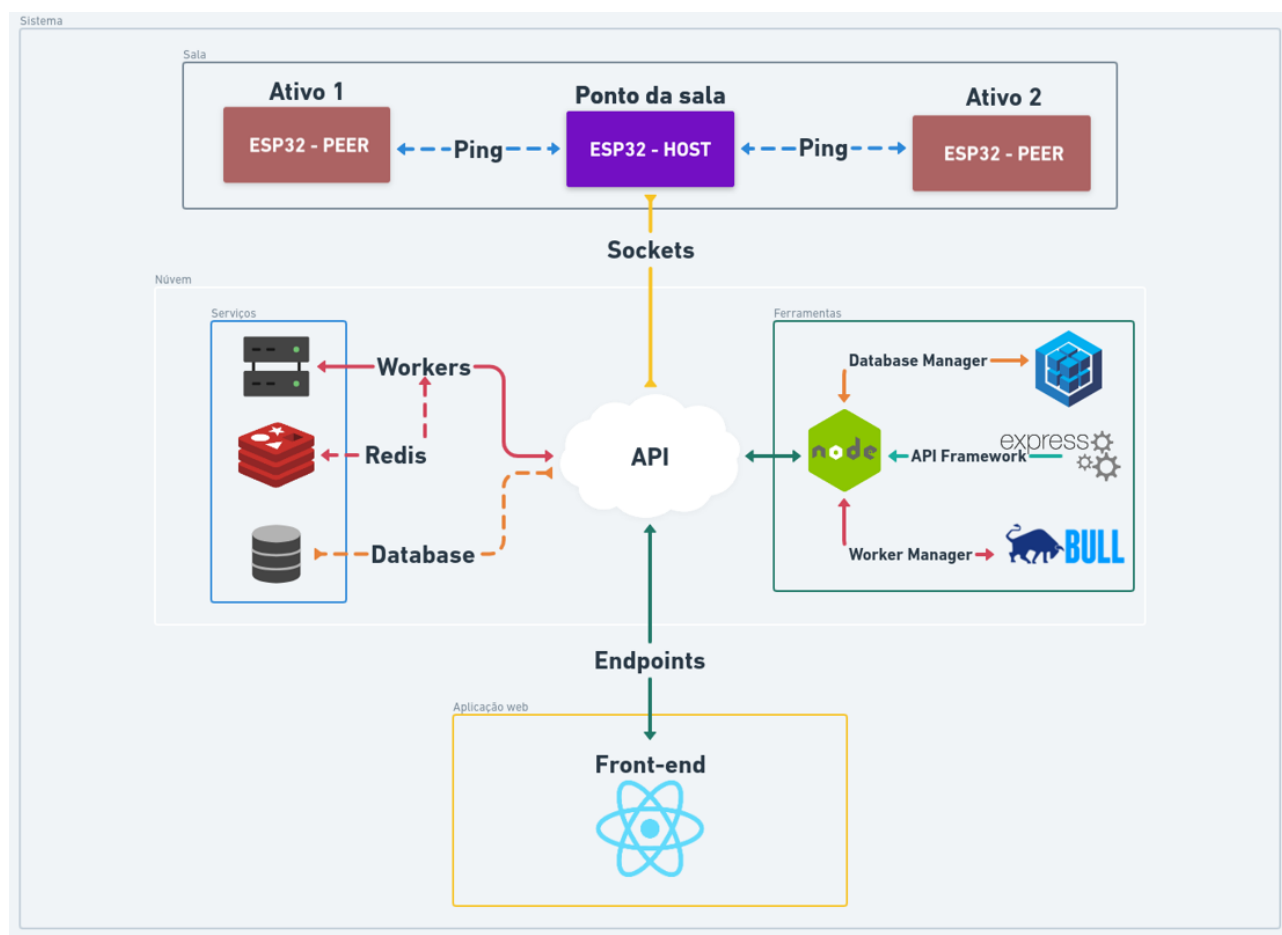 Sistema
Sala
Ativo 1
Ponto da sala
Ativo 2
ESP32 - PEER
Ping
ESP32 - HOST
Ping
ESP32 - PEER
Sockets
Núvem
Serviços
Ferramentas
Workers
Database Manager
Redis
API
node
API Framework
express
Database
Worker Manager
BULL
Endpoints
Aplicação web
Front-end